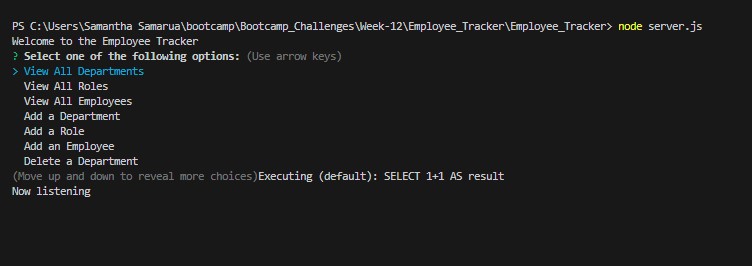 PS C:\Users\Samantha Samarua\bootcamp\Bootcamp_Challenges\Week-12\Employee_Tracker\Employee_Tracker> node server.js
Welcome to the Employee Tracker
? Select one of the following options: (Use arrow keys)
> View All Departments
View All Roles
View All Employees
Add a Department
Add a Role
Add an Employee
Delete a Department
(Move up and down to reveal more choices)Executing (default): SELECT 1+1 AS result
Now listening